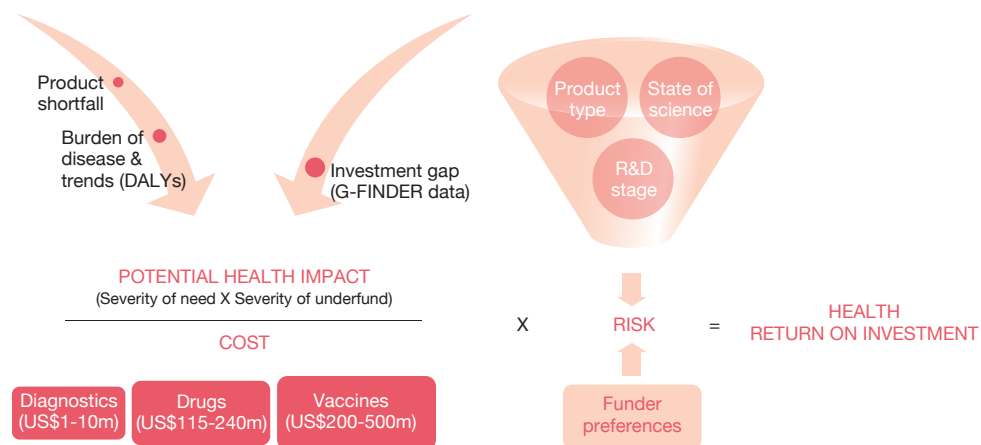 Product
shortfall
Burden of
disease &
trends (DALYs)
Investment gap
(G-FINDER data)
Product
type
State of
science
R&D
stage
POTENTIAL HEALTH IMPACT
(Severity of need X Severity of underfund)
COST
X
RISK
=
HEALTH
RETURN ON INVESTMENT
Diagnostics
(US$1-10m)
Drugs
(US$115-240m)
Vaccines
(US$200-500m)
Funder
preferences